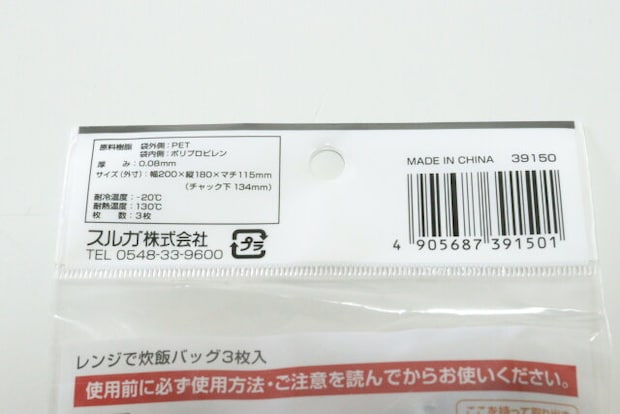 原料樹脂 袋外側：PET
袋内側：ポリプロピレン
厚み：0.08mm
サイズ（外寸）：幅200×縦180×マチ115mm
（チャック下 134mm）
耐冷温度：-20℃
耐熱温度：130℃
枚数：3枚
スルガ株式会社
TEL 0548-33-9600
プラ
MADE IN CHINA 39150
4 905687 391501
レンジで炊飯バッグ3枚入
使用前に必ず使用方法・ご注意を読んでからお使いください。